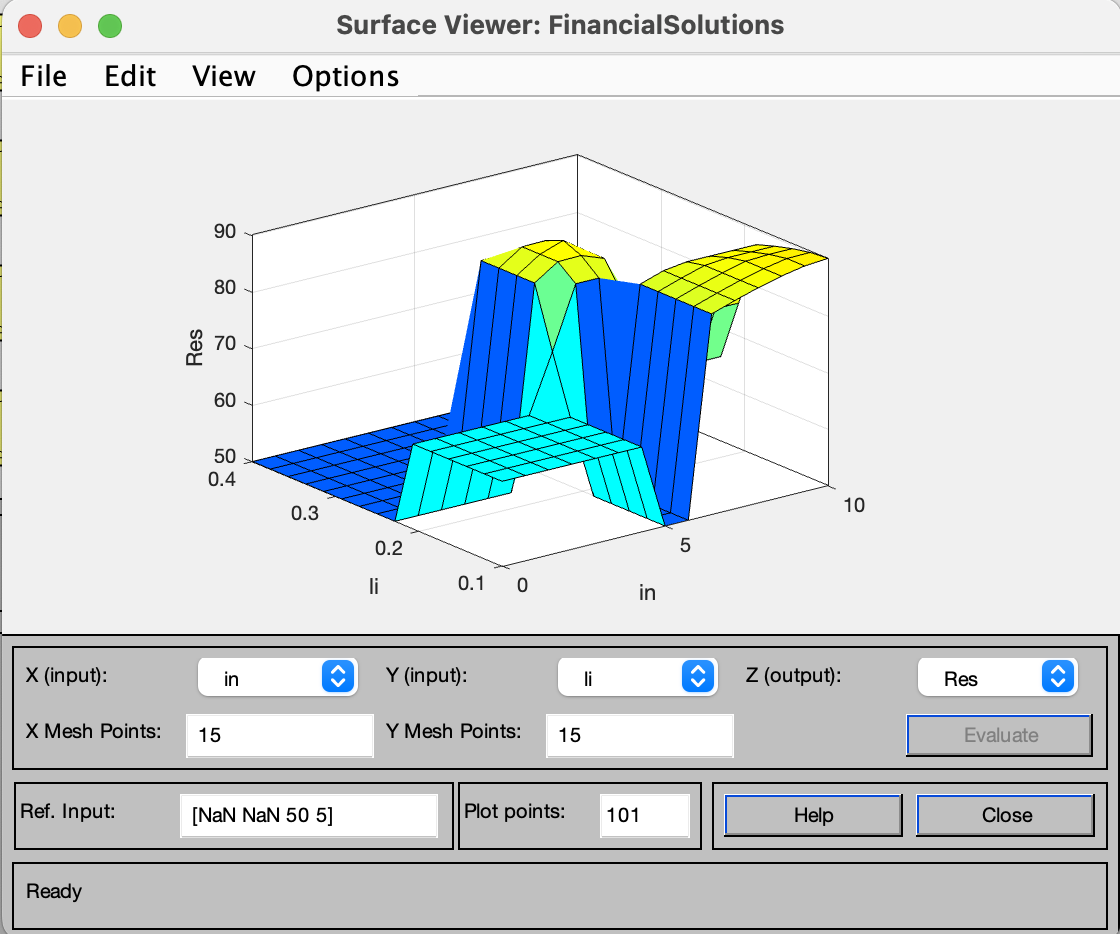 Surface Viewer: FinancialSolutions
File Edit View Options
90
80
70
60
50
Res
0.4
0.3
0.2
0.1
li
0
5
10
in
X (input): in Y (input): li Z (output): Res
X Mesh Points: 15 Y Mesh Points: 15 Evaluate
Ref. Input: [NaN NaN 50 5] Plot points: 101 Help Close
Ready